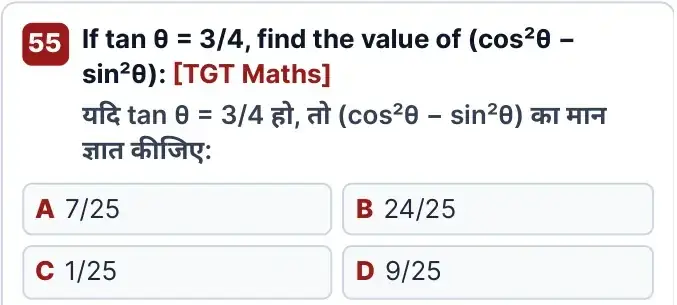 55 If tan θ = 3/4, find the value of (cos²θ −
sin²θ): [TGT Maths]
यदि tan θ = 3/4 हो, तो (cos²θ − sin²θ) का मान
ज्ञात कीजिए:
A 7/25 B 24/25
C 1/25 D 9/25